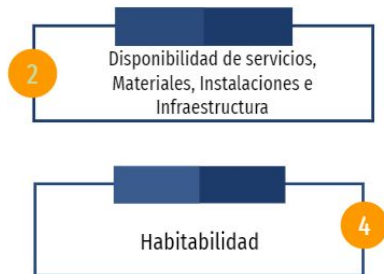 2
Disponibilidad de servicios,
Materiales, Instalaciones e
Infraestructura
4
Habitabilidad